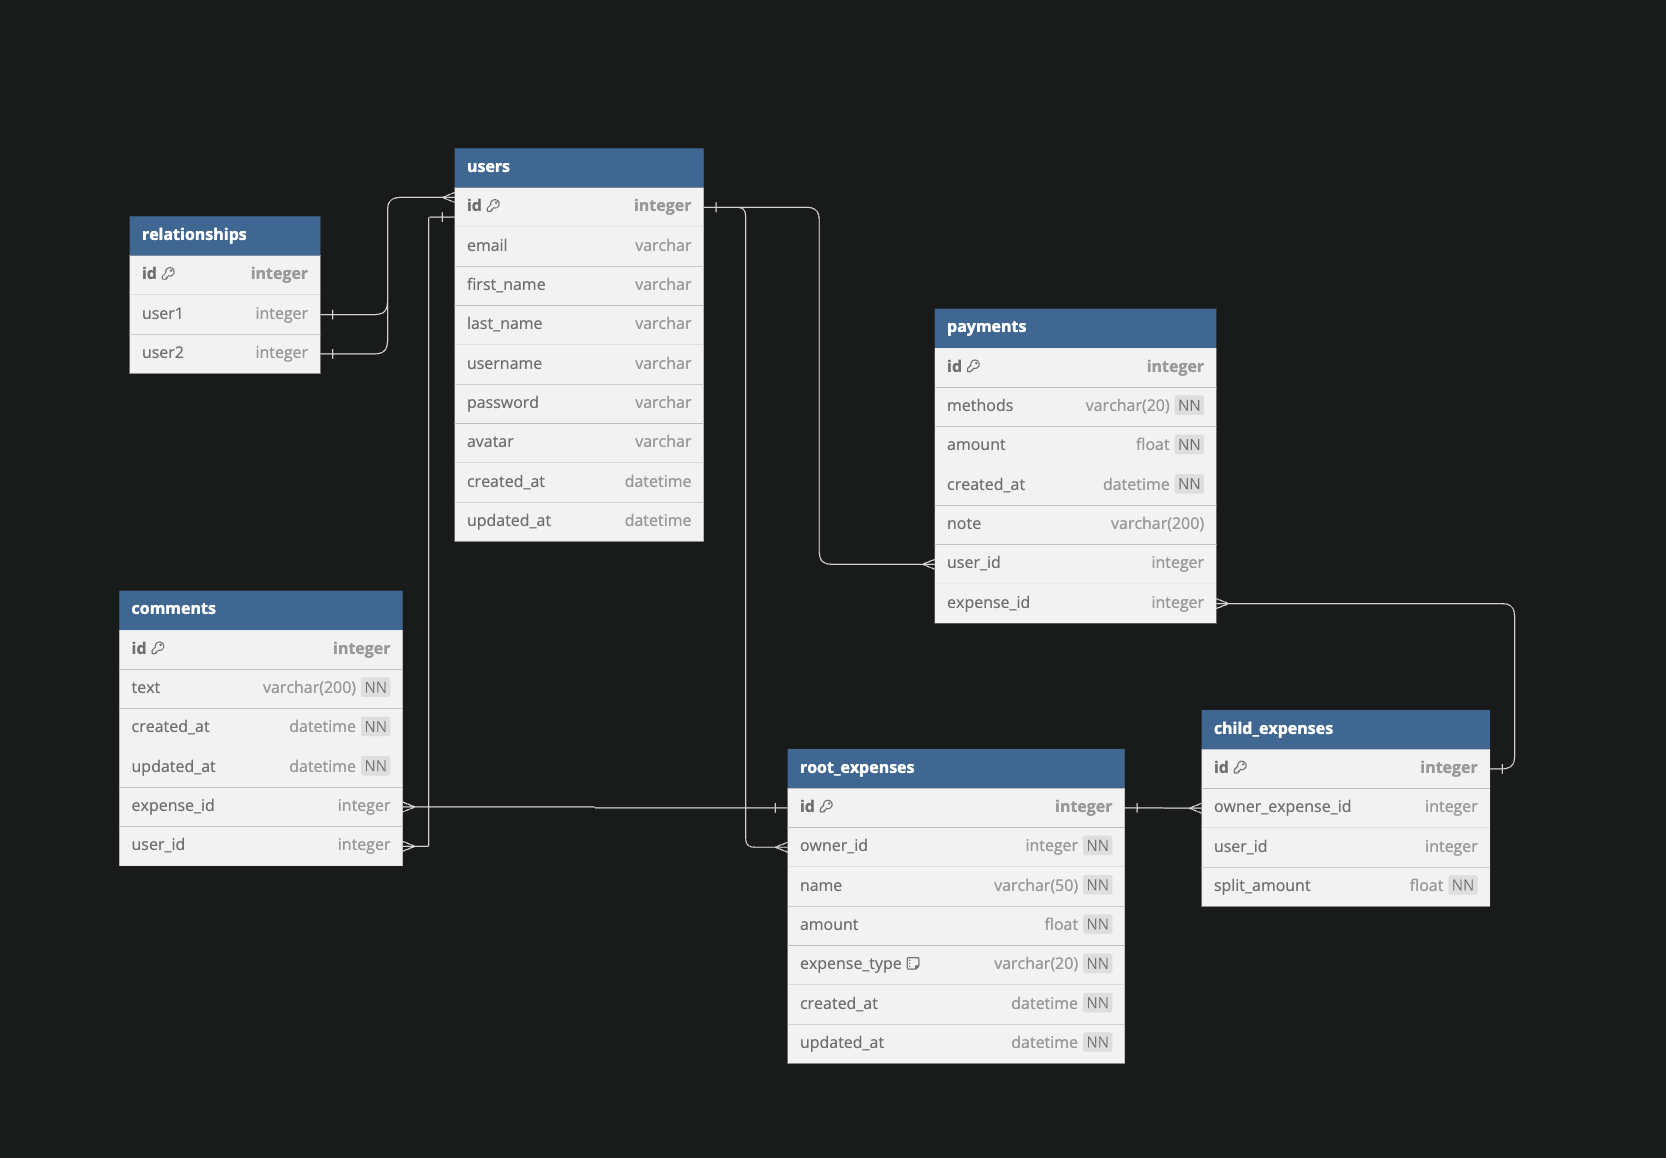 users
id integer
email varchar
first_name varchar
last_name varchar
username varchar
password varchar
avatar varchar
created_at datetime
updated_at datetime
relationships
id integer
user1 integer
user2 integer
payments
id integer
methods varchar(20) NN
amount float NN
created_at datetime NN
note varchar(200)
user_id integer
expense_id integer
comments
id integer
text varchar(200) NN
created_at datetime NN
updated_at datetime NN
expense_id integer
user_id integer
root_expenses
id integer
owner_id integer NN
name varchar(50) NN
amount float NN
expense_type varchar(20) NN
created_at datetime NN
updated_at datetime NN
child_expenses
id integer
owner_expense_id integer
user_id integer
split_amount float NN